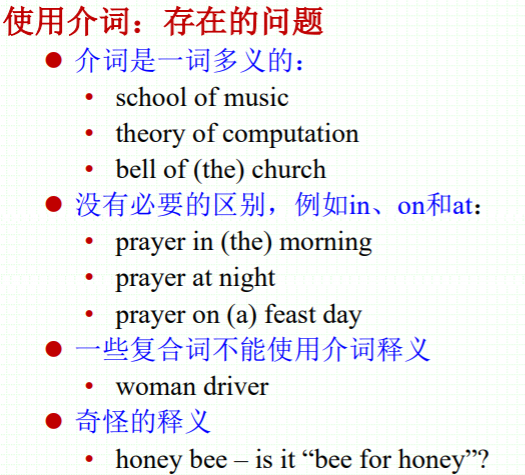 使用介词：存在的问题
● 介词是一词多义的：
• school of music
• theory of computation
• bell of (the) church
● 没有必要的区别，例如in、on和at：
• prayer in (the) morning
• prayer at night
• prayer on (a) feast day
● 一些复合词不能使用介词释义
• woman driver
● 奇怪的释义
• honey bee – is it “bee for honey”?